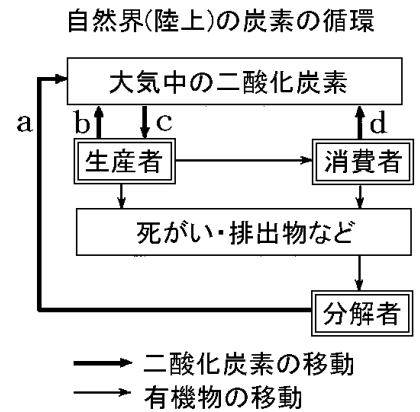 自然界(陸上)の炭素の循環
大気中の二酸化炭素
a
b
c
d
生産者
消費者
死がい・排出物など
分解者
二酸化炭素の移動
有機物の移動